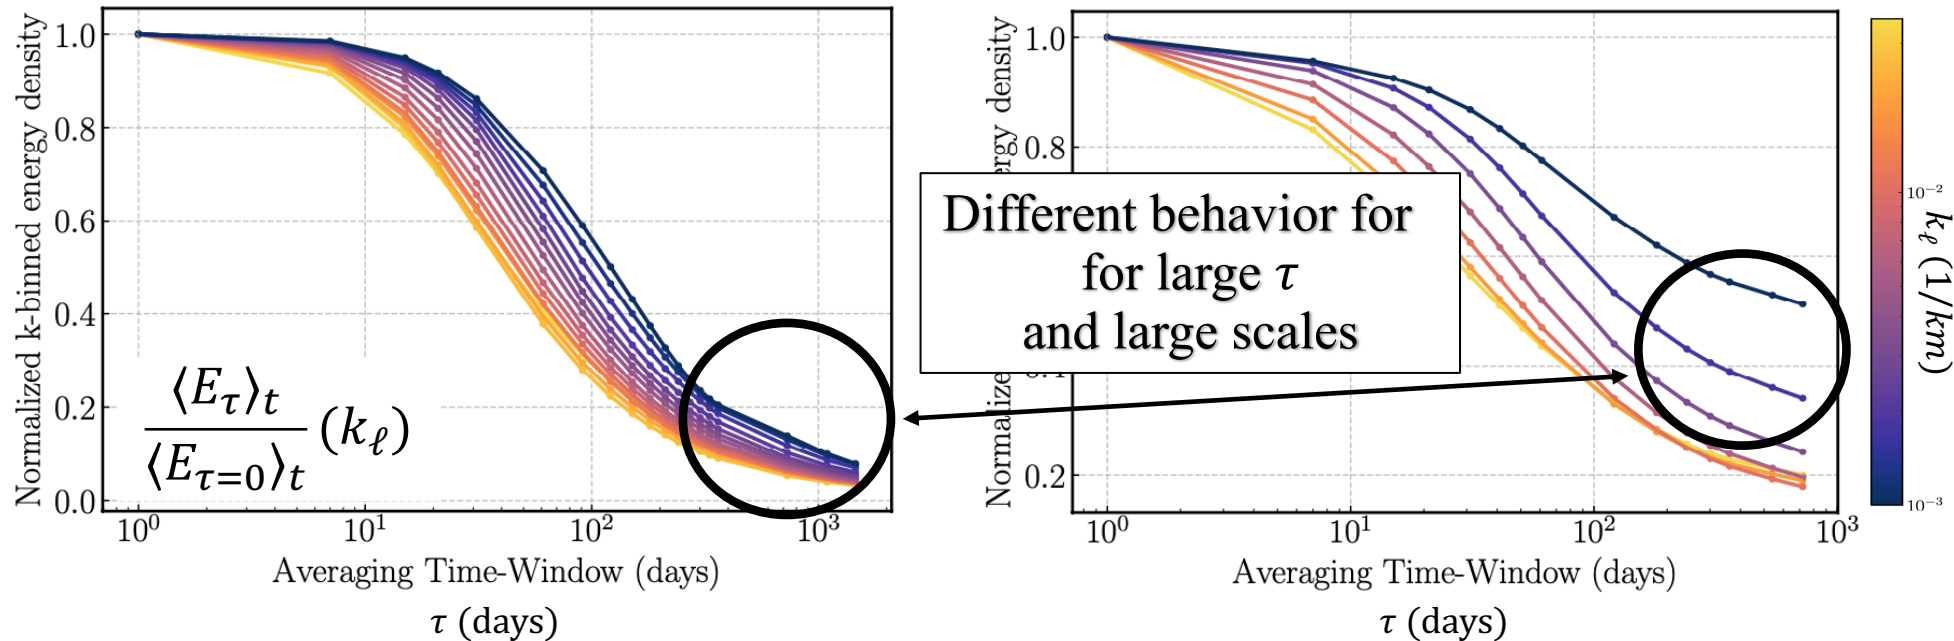 Normalized k-binned energy density
1.0
0.8
0.6
0.4
0.2
0.0
⟨E_τ⟩_t
⟨E_{τ=0}⟩_t
(k_ℓ)
10^0
10^1
10^2
10^3
Averaging Time-Window (days)
τ (days)
Different behavior for
for large τ
and large scales
Normalized
ergy density
1.0
0.8
0.2
10^0
10^1
10^2
10^3
Averaging Time-Window (days)
τ (days)
10^{-2}
10^{-3}
k_ℓ (1/km)